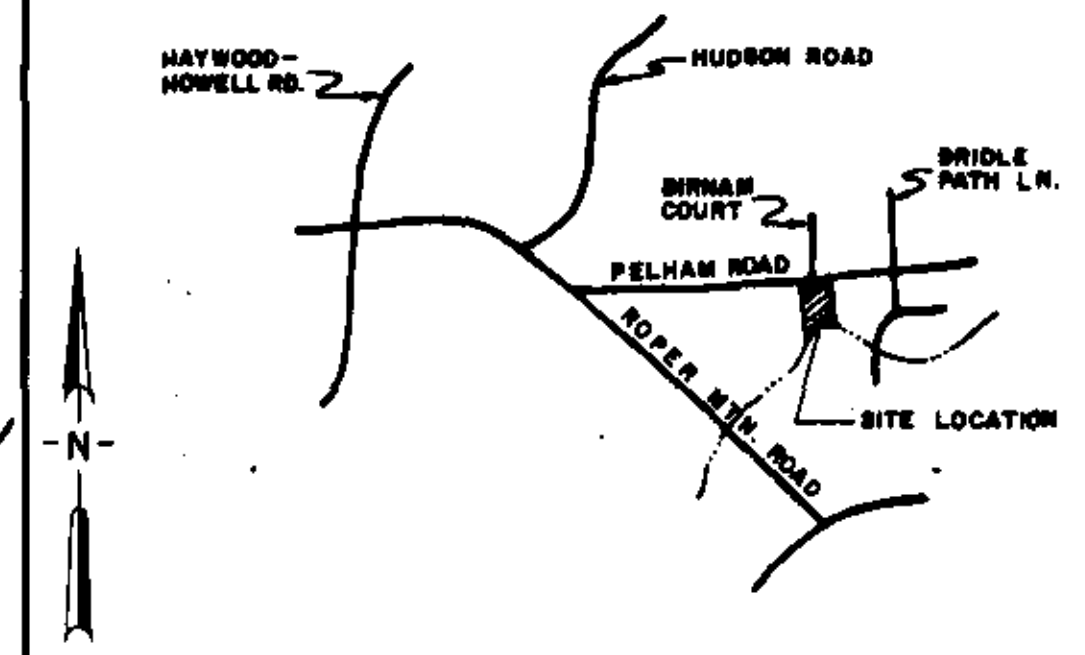 HAYWOOD-
HOWELL RD.
HUDSON ROAD
BIRNAM
COURT
BRIDLE
PATH LN.
PELHAM ROAD
ROPER MTN. ROAD
SITE LOCATION
-N-